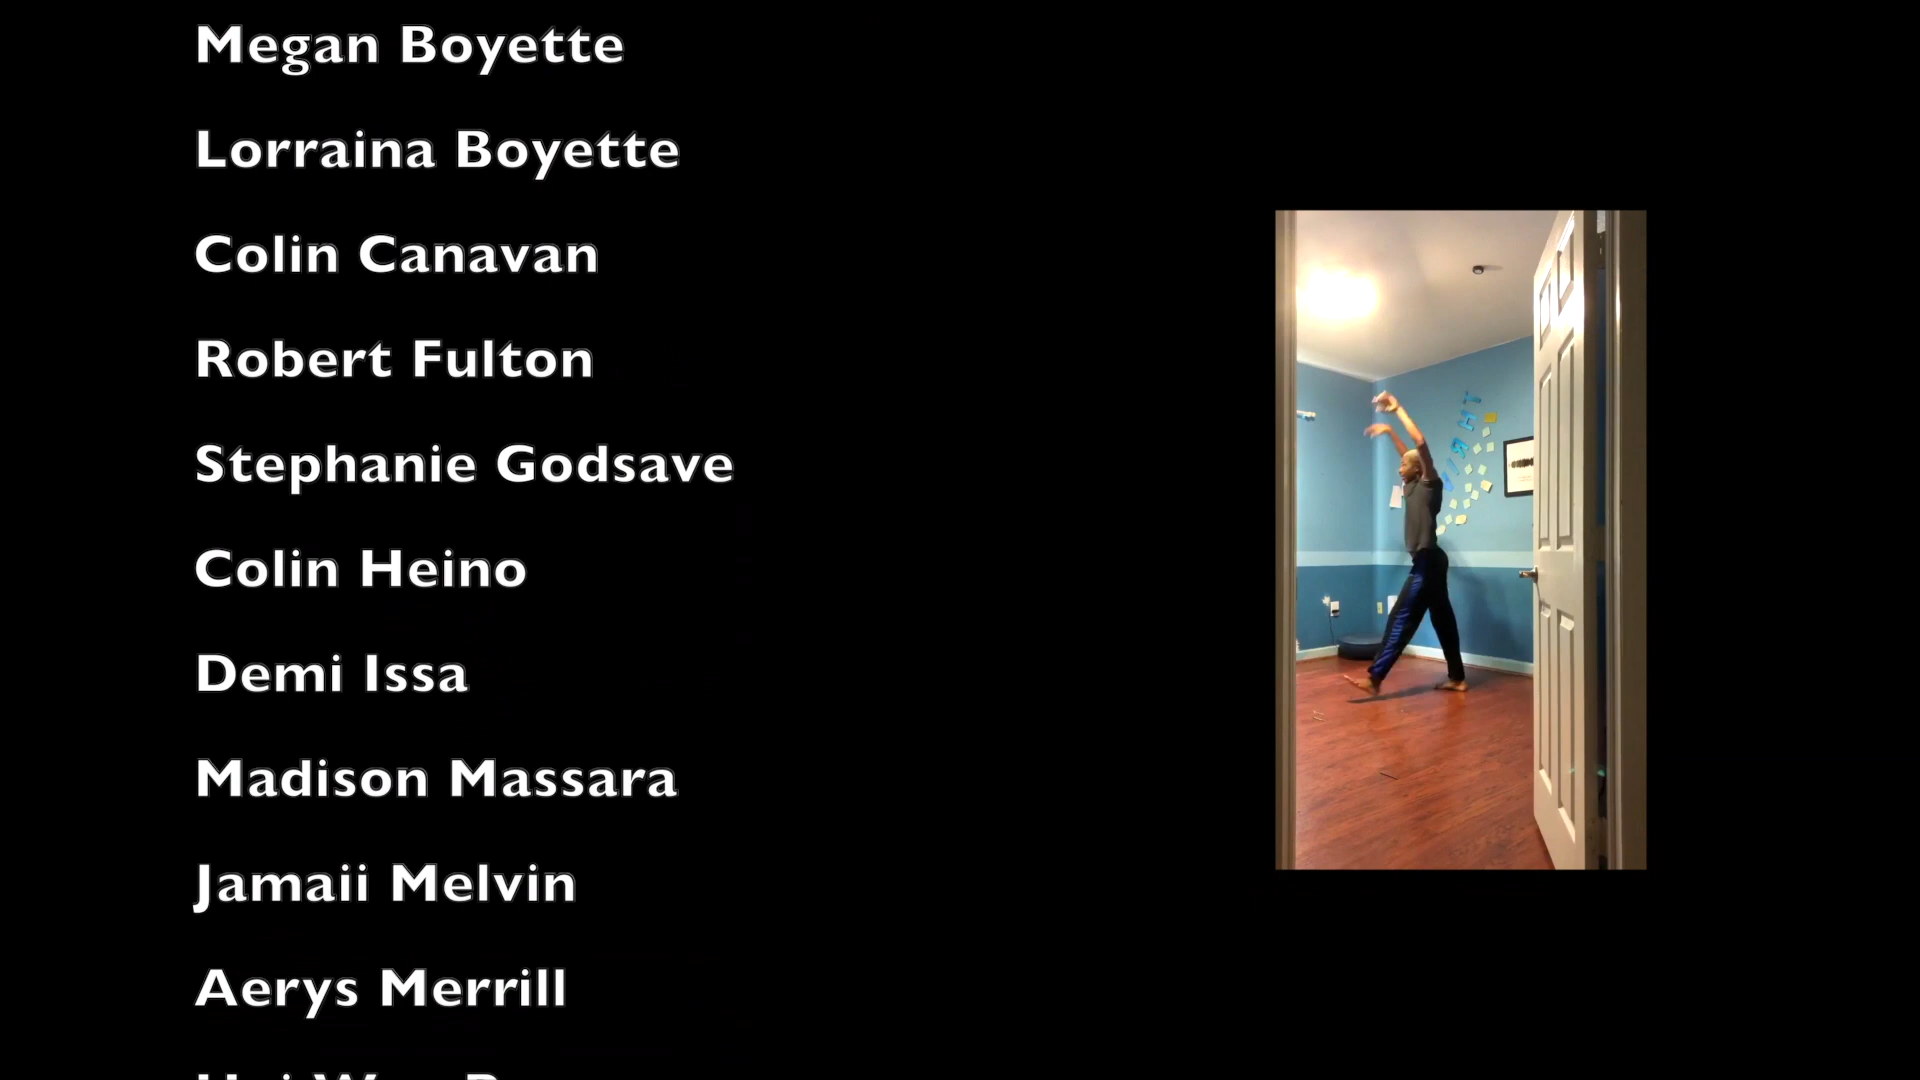 Megan Boyette
Lorraina Boyette
Colin Canavan
Robert Fulton
Stephanie Godsave
Colin Heino
Demi Issa
Madison Massara
Jamaii Melvin
Aerys Merrill